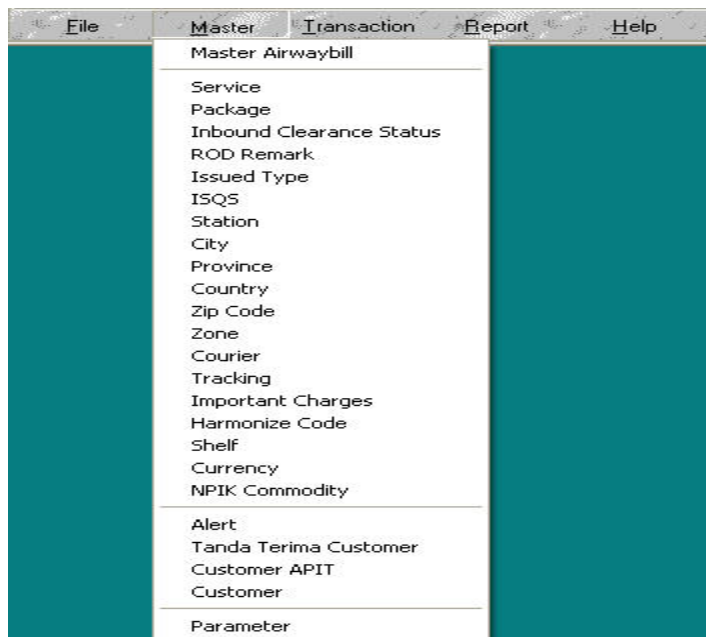 File Master Transaction Report Help
Master Airwaybill
Service
Package
Inbound Clearance Status
ROD Remark
Issued Type
ISQS
Station
City
Province
Country
Zip Code
Zone
Courier
Tracking
Important Charges
Harmonize Code
Shelf
Currency
NPIK Commodity
Alert
Tanda Terima Customer
Customer APIT
Customer
Parameter